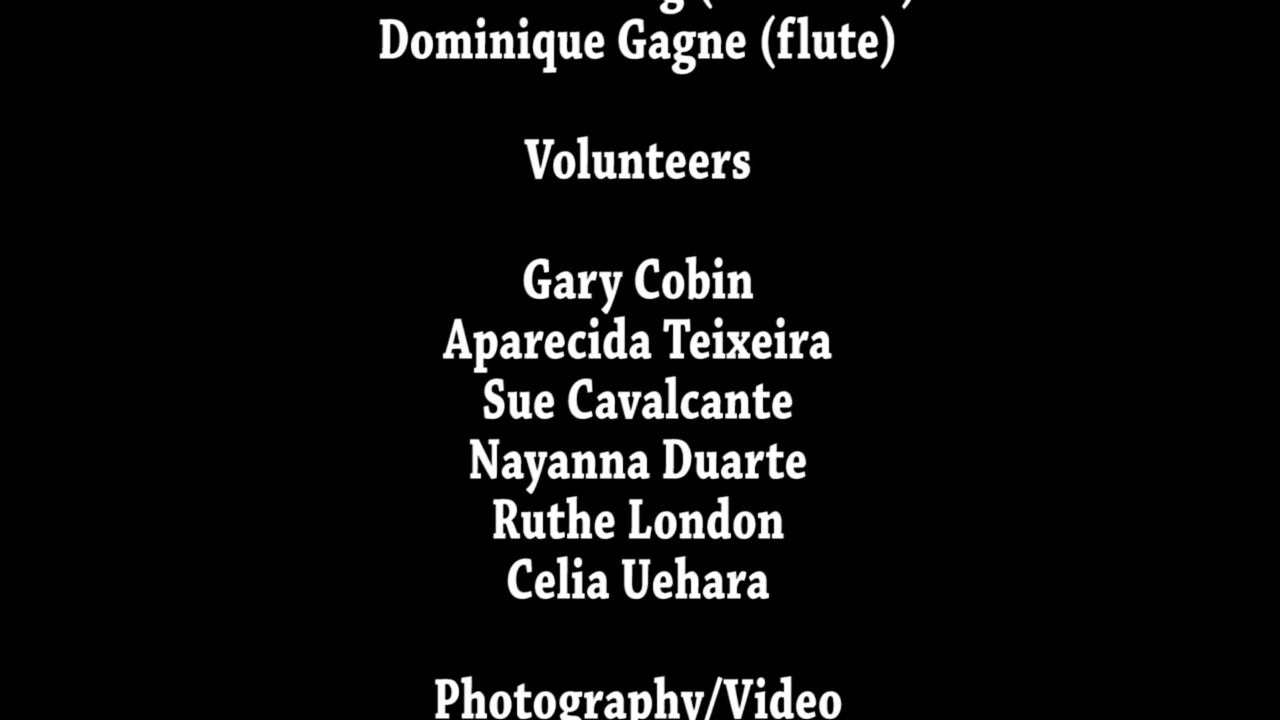 Dominique Gagne (flute)
Volunteers
Gary Cobin
Aparecida Teixeira
Sue Cavalcante
Nayanna Duarte
Ruthe London
Celia Uehara
Photography/Video